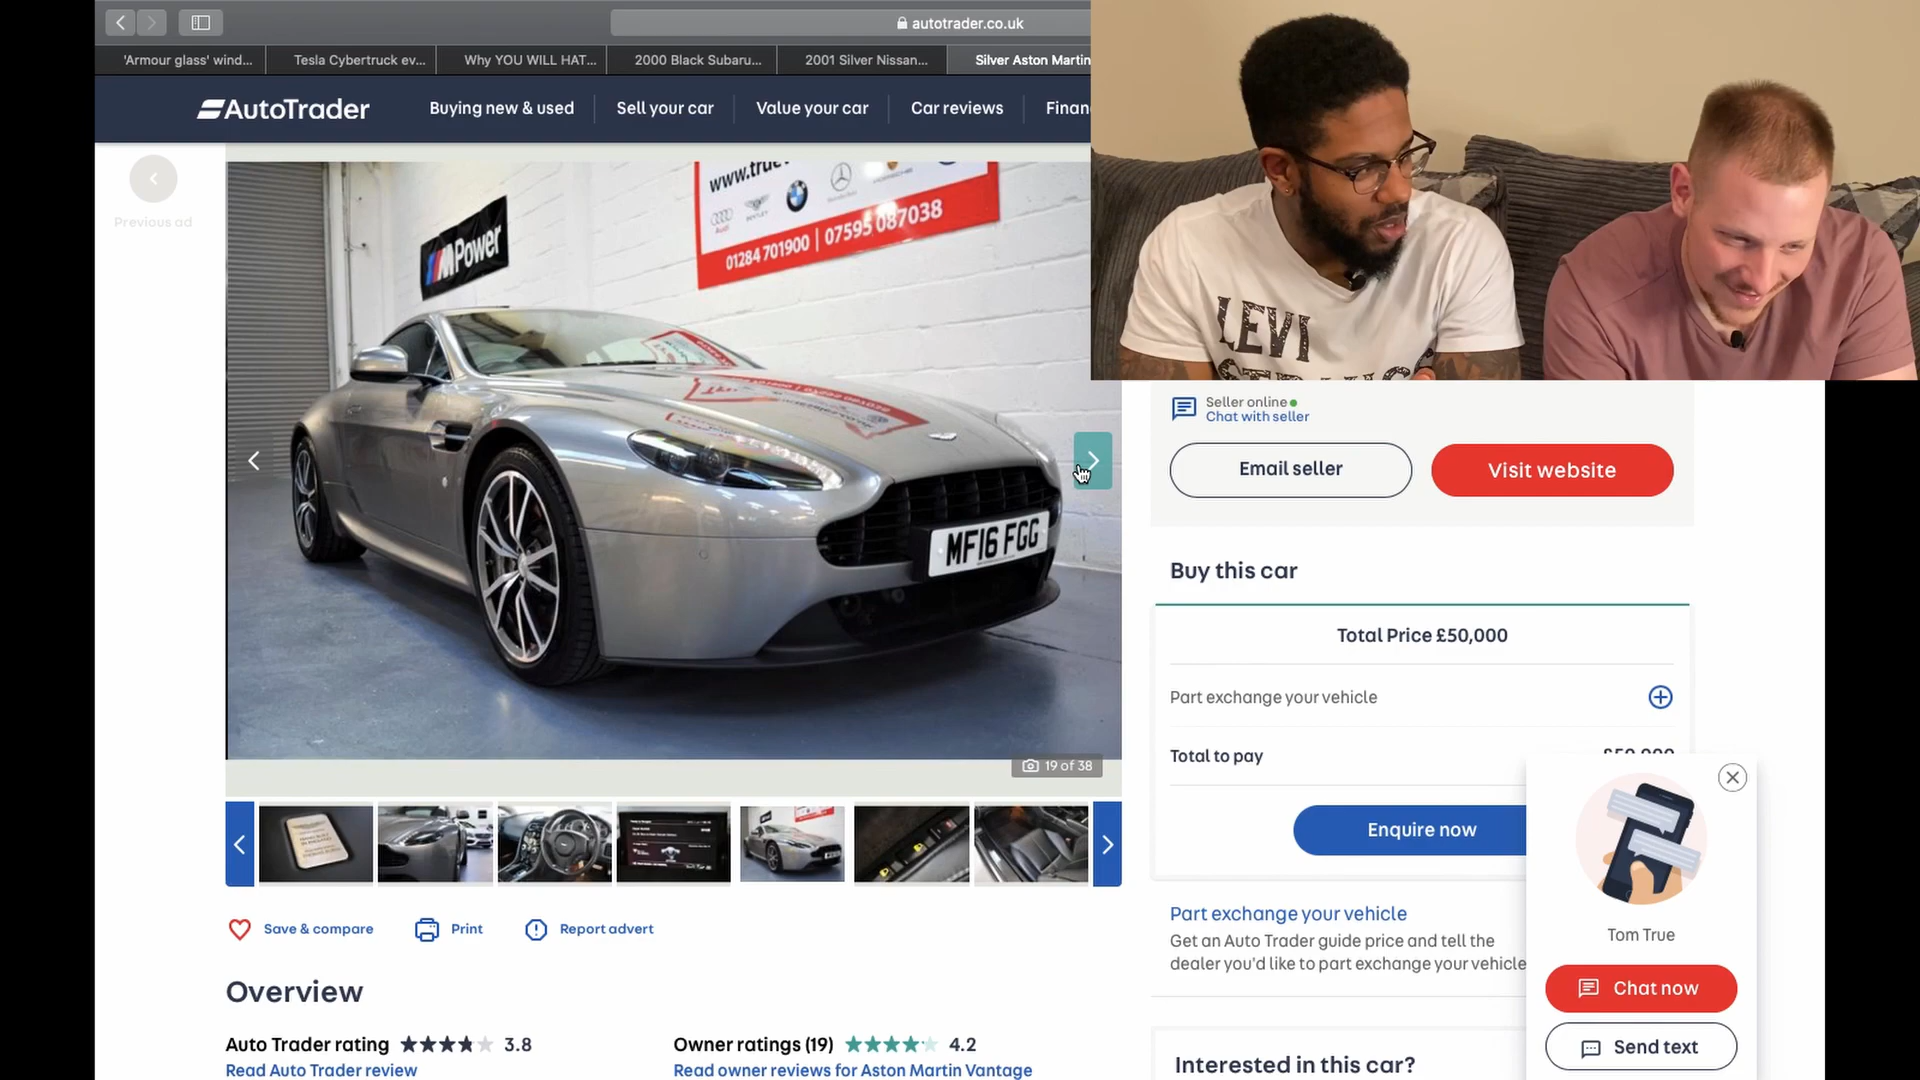 autotrader.co.uk
'Armour glass' wind...
Tesla Cybertruck ev...
Why YOU WILL HAT...
2000 Black Subaru...
2001 Silver Nissan...
Silver Aston Martin
AutoTrader
Buying new & used
Sell your car
Value your car
Car reviews
Finan
Previous ad
www.true
M Power
Audi
01284 701900 | 07595 087038
LEVI
MF16 FGG
19 of 38
Seller online
Chat with seller
Email seller
Visit website
Buy this car
Total Price £50,000
Part exchange your vehicle
Total to pay
£50,000
Enquire now
Part exchange your vehicle
Get an Auto Trader guide price and tell the
dealer you'd like to part exchange your vehicle
Tom True
Chat now
Send text
Save & compare
Print
Report advert
Overview
Auto Trader rating
3.8
Owner ratings (19)
4.2
Read Auto Trader review
Read owner reviews for Aston Martin Vantage
Interested in this car?